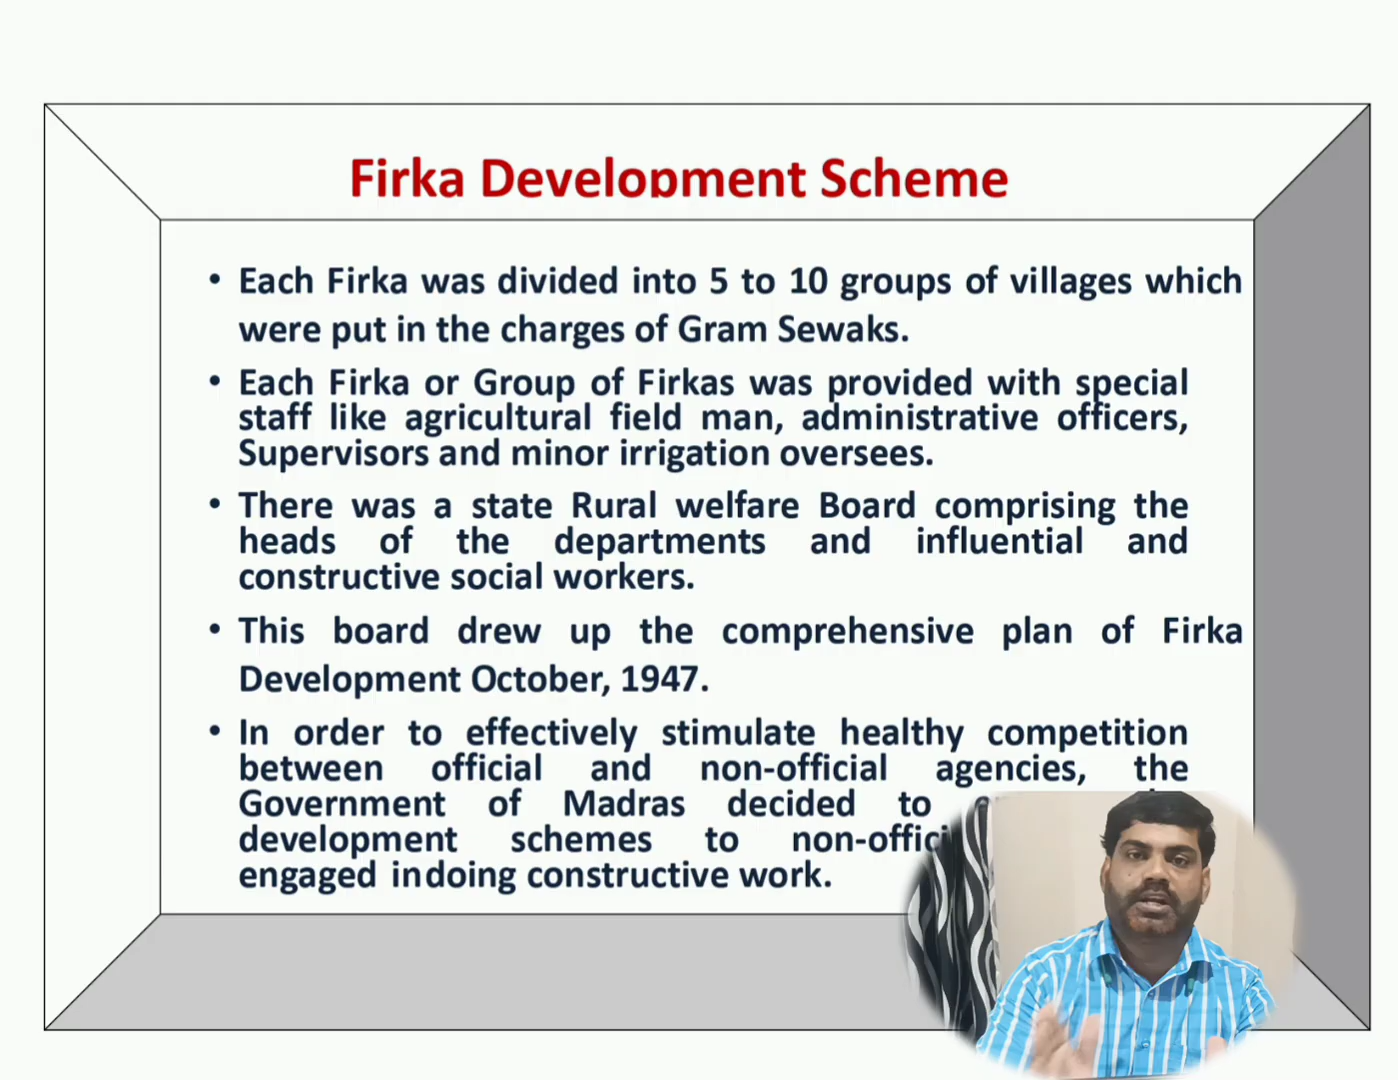 Firka Development Scheme
• Each Firka was divided into 5 to 10 groups of villages which
were put in the charges of Gram Sewaks.
• Each Firka or Group of Firkas was provided with special
staff like agricultural field man, administrative officers,
Supervisors and minor irrigation oversees.
• There was a state Rural welfare Board comprising the
heads of the departments and influential and
constructive social workers.
• This board drew up the comprehensive plan of Firka
Development October, 1947.
• In order to effectively stimulate healthy competition
between official and non-official agencies, the
Government of Madras decided to
development schemes to
engaged indoing constructive work.